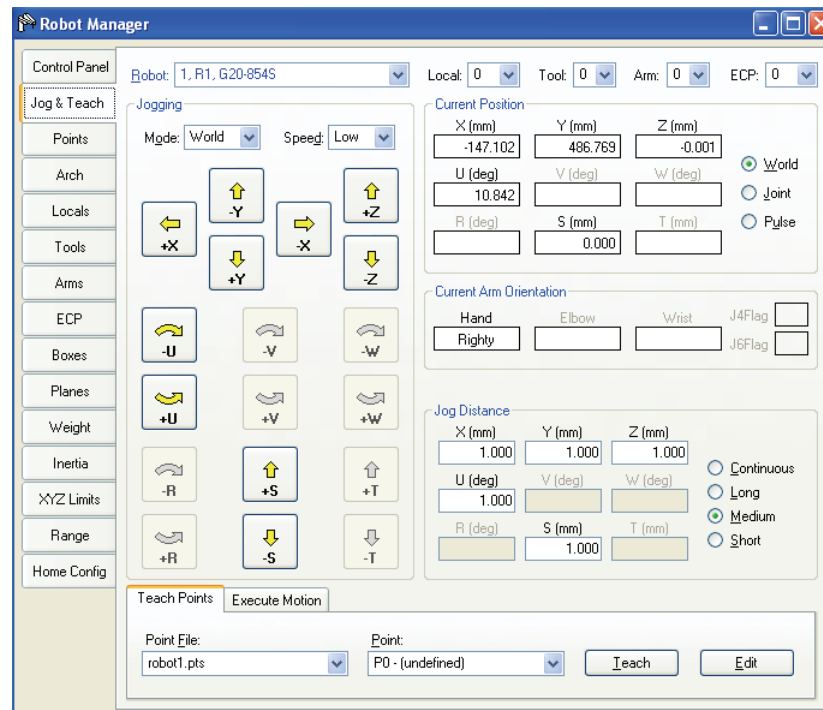 Robot Manager
Control Panel
Jog & Teach
Points
Arch
Locals
Tools
Arms
ECP
Boxes
Planes
Weight
Inertia
XYZ Limits
Range
Home Config
Robot: 1, R1, G20-854S
Local: 0 Tool: 0 Arm: 0 ECP: 0
Jogging
Mode: World Speed: Low
-Y +Z
+X -X
+Y -Z
-U -V -W
+U +V +W
-R +S +T
+R -S -T
Current Position
X (mm) Y (mm) Z (mm)
-147.102 486.769 -0.001
U (deg) V (deg) W (deg)
10.842
R (deg) S (mm) T (mm)
0.000
World
Joint
Pulse
Current Arm Orientation
Hand Elbow Wrist J4Flag
Righty J6Flag
Jog Distance
X (mm) Y (mm) Z (mm)
1.000 1.000 1.000
U (deg) V (deg) W (deg)
1.000
R (deg) S (mm) T (mm)
1.000
Continuous
Long
Medium
Short
Teach Points Execute Motion
Point File: Point:
robot1.pts P0 - (undefined) Teach Edit